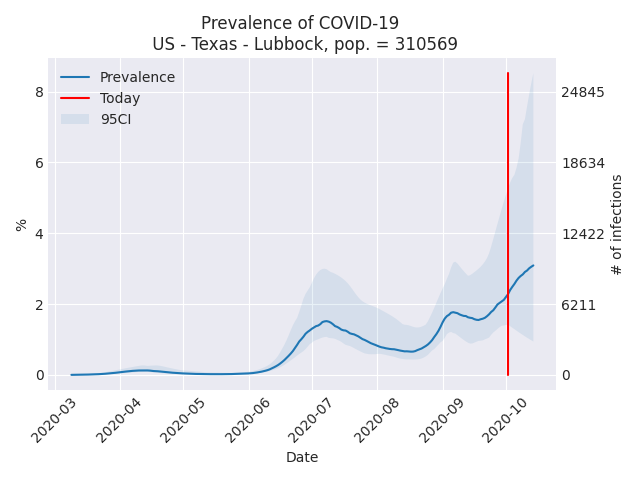 Prevalence of COVID-19
US - Texas - Lubbock, pop. = 310569
Prevalence
Today
95CI
8
6
4
2
0
%
24845
18634
12422
6211
0
# of infections
2020-03
2020-04
2020-05
2020-06
2020-07
2020-08
2020-09
2020-10
Date